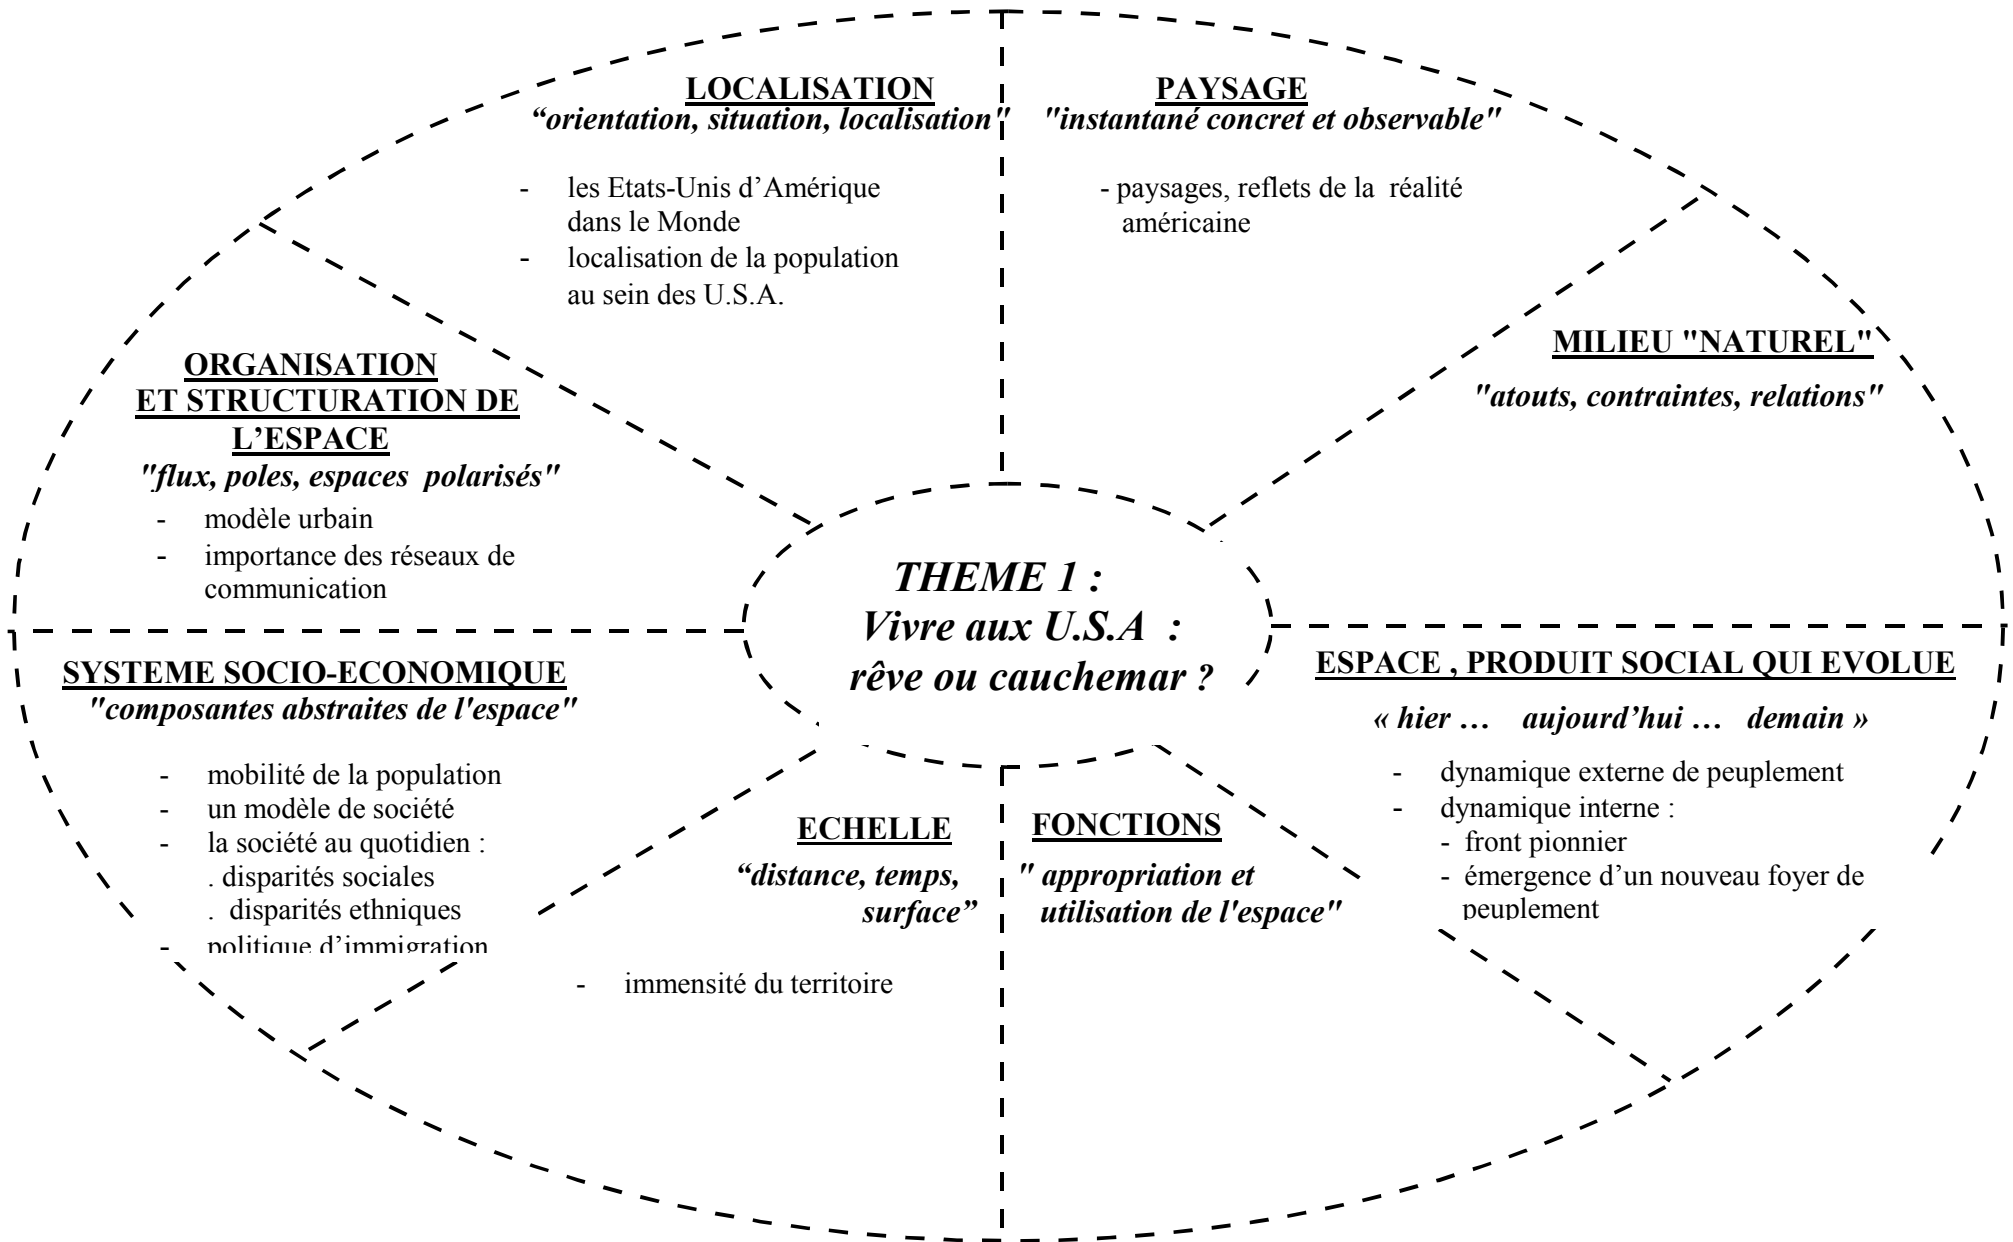 LOCALISATION
“orientation, situation, localisation"
- les Etats-Unis d’Amérique
dans le Monde
- localisation de la population
au sein des U.S.A.
PAYSAGE
"instantané concret et observable"
- paysages, reflets de la réalité
américaine
MILIEU "NATUREL"
"atouts, contraintes, relations"
ORGANISATION
ET STRUCTURATION DE
L’ESPACE
"flux, poles, espaces polarisés"
- modèle urbain
- importance des réseaux de
communication
THEME 1 :
Vivre aux U.S.A :
rêve ou cauchemar ?
SYSTEME SOCIO-ECONOMIQUE
"composantes abstraites de l'espace"
- mobilité de la population
- un modèle de société
- la société au quotidien :
. disparités sociales
. disparités ethniques
- politique d’immigration
ECHELLE
“distance, temps,
surface”
- immensité du territoire
FONCTIONS
" appropriation et
utilisation de l'espace"
ESPACE , PRODUIT SOCIAL QUI EVOLUE
« hier … aujourd’hui … demain »
- dynamique externe de peuplement
- dynamique interne :
- front pionnier
- émergence d’un nouveau foyer de
peuplement